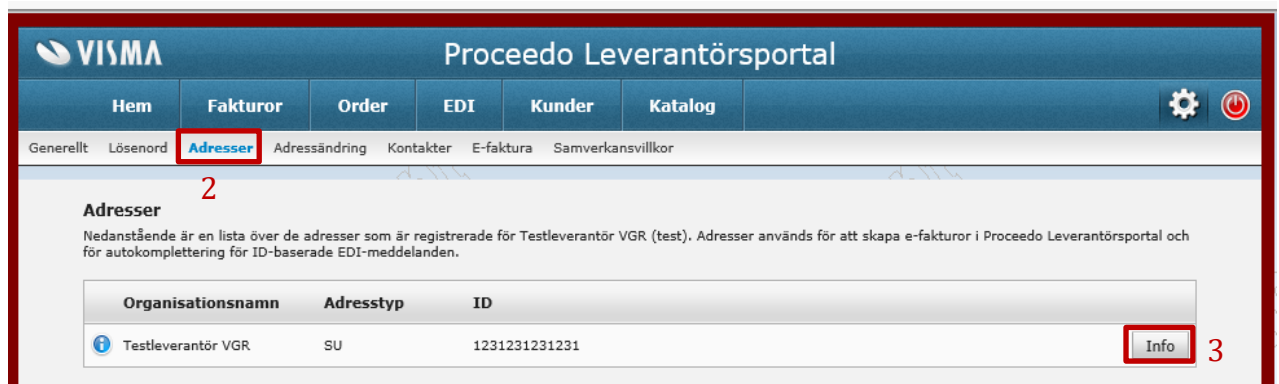 VISMA
Proceedo Leverantörsportal
Hem Fakturor Order EDI Kunder Katalog
Generellt Lösenord Adresser Adressändring Kontakter E-faktura Samverkansvillkor
2
Adresser
Nedanstående är en lista över de adresser som är registrerade för Testleverantör VGR (test). Adresser används för att skapa e-fakturor i Proceedo Leverantörsportal och
för autokomplettering för ID-baserade EDI-meddelanden.
Organisationsnamn Adresstyp ID
Testleverantör VGR SU 1231231231231 Info 3